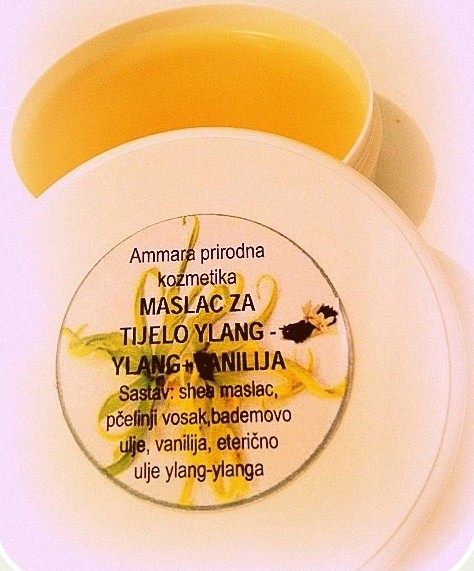 Ammara prirodna
kozmetika
MASLAC ZA
TIJELO YLANG -
YLANG+VANILIJA
Sastav: shea maslac,
pčelinji vosak,bademovo
ulje, vanilija, eterično
ulje ylang-ylanga